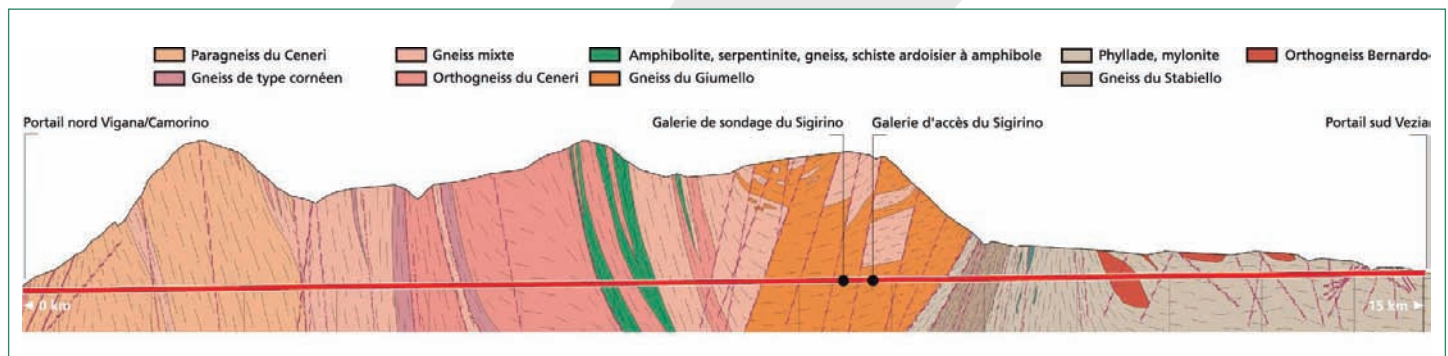 Paragneiss du Ceneri
Gneiss mixte
Amphibolite, serpentinite, gneiss, schiste ardoisier à amphibole
Phyllade, mylonite
Orthogneiss Bernardo-
Gneiss de type cornéen
Orthogneiss du Ceneri
Gneiss du Giumello
Gneiss du Stabiello
Portail nord Vigana/Camorino
Galerie de sondage du Sigirino
Galerie d'accès du Sigirino
Portail sud Vezia
◄ 0 km
15 km ►